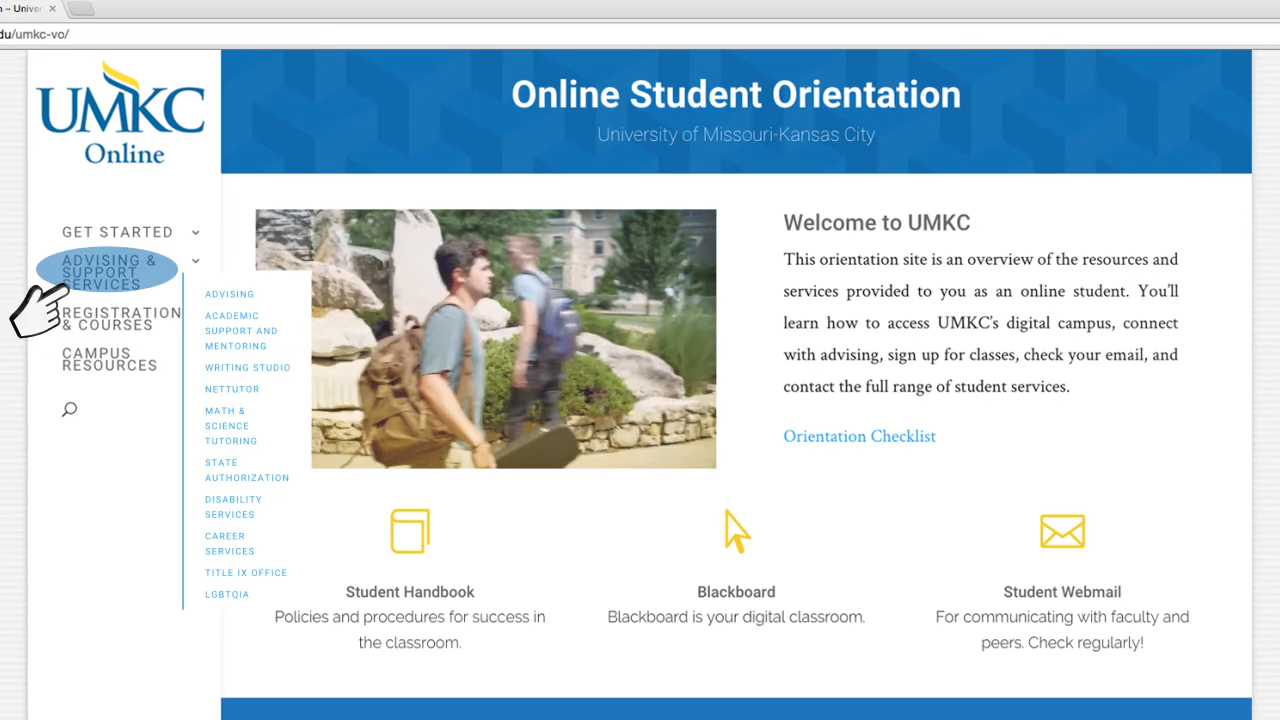 n – Univer
du/umkc-vo/
UMKC
Online
Online Student Orientation
University of Missouri-Kansas City
GET STARTED
ADVISING &
SUPPORT
SERVICES
REGISTRATION
& COURSES
CAMPUS
RESOURCES
ADVISING
ACADEMIC
SUPPORT AND
MENTORING
WRITING STUDIO
NETTUTOR
MATH &
SCIENCE
TUTORING
STATE
AUTHORIZATION
DISABILITY
SERVICES
CAREER
SERVICES
TITLE IX OFFICE
LGBTQIA
Welcome to UMKC
This orientation site is an overview of the resources and
services provided to you as an online student. You'll
learn how to access UMKC's digital campus, connect
with advising, sign up for classes, check your email, and
contact the full range of student services.
Orientation Checklist
Student Handbook
Policies and procedures for success in
the classroom.
Blackboard
Blackboard is your digital classroom.
Student Webmail
For communicating with faculty and
peers. Check regularly!